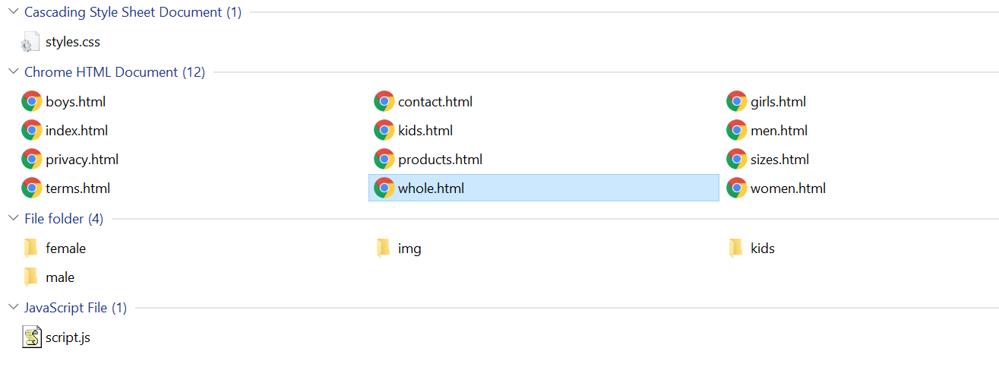 Cascading Style Sheet Document (1)
styles.css
Chrome HTML Document (12)
boys.html contact.html girls.html
index.html kids.html men.html
privacy.html products.html sizes.html
terms.html whole.html women.html
File folder (4)
female img kids
male
JavaScript File (1)
script.js